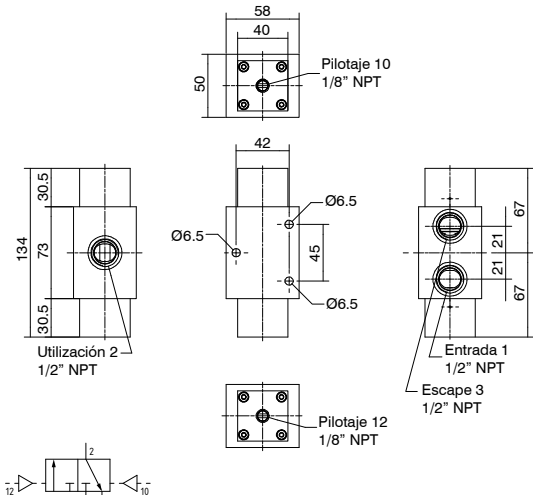 58
40
50
Pilotaje 10
1/8” NPT
42
30.5
134
73
30.5
Ø6.5
Ø6.5
45
Ø6.5
67
21
21
67
Utilización 2
1/2” NPT
Entrada 1
1/2” NPT
Escape 3
1/2” NPT
Pilotaje 12
1/8” NPT
2
12
10